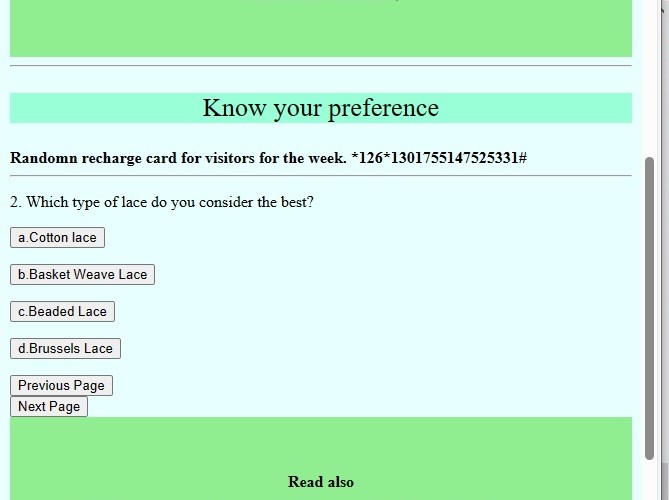 Know your preference
Randomn recharge card for visitors for the week. *126*1301755147525331#
2. Which type of lace do you consider the best?
a.Cotton lace
b.Basket Weave Lace
c.Beaded Lace
d.Brussels Lace
Previous Page
Next Page
Read also